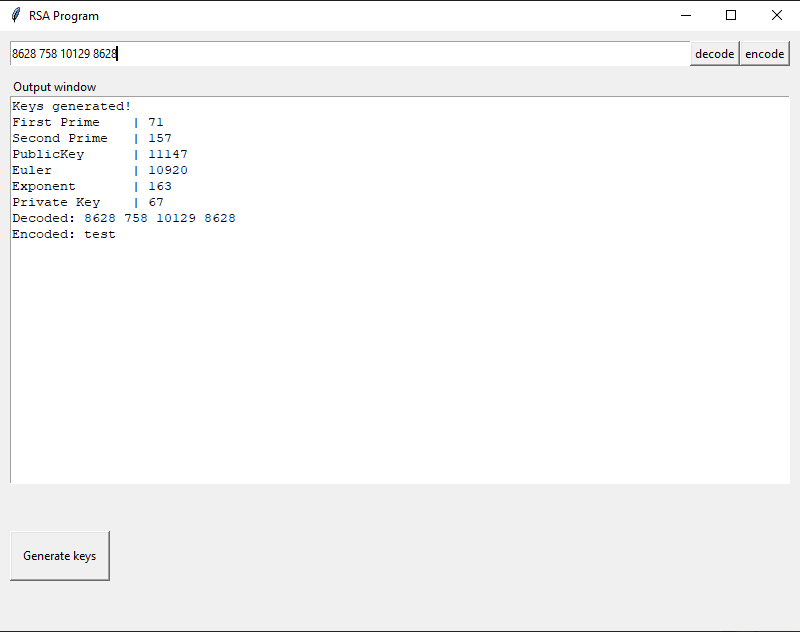 RSA Program
8628 758 10129 8628
decode
encode
Output window
Keys generated!
First Prime | 71
Second Prime | 157
PublicKey | 11147
Euler | 10920
Exponent | 163
Private Key | 67
Decoded: 8628 758 10129 8628
Encoded: test
Generate keys